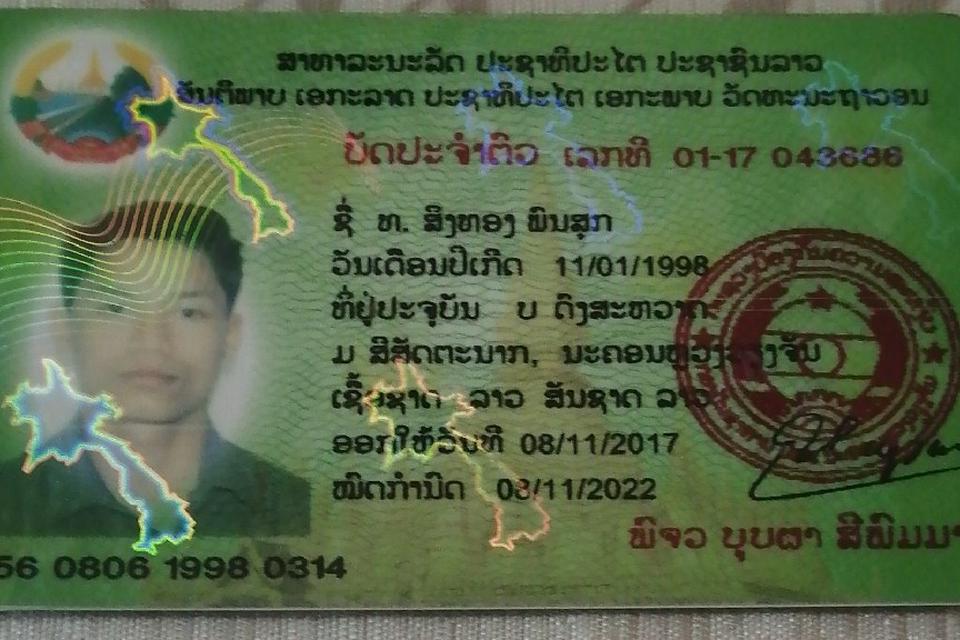 ສາທາລະນະລັດ ປະຊາທິປະໄຕ ປະຊາຊົນລາວ
ສັນຕິພາບ ເອກະລາດ ປະຊາທິປະໄຕ ເອກະພາບ ວັດທະນະຖາວອນ
ບັດປະຈຳຕົວ ເລກທີ 01-17 043686
ຊື່ ທ. ສິງທອງ ພົນສຸກ
ວັນເດືອນປີເກີດ 11/01/1998
ທີ່ຢູ່ປະຈຸບັນ ບ ດົງສະຫວາດ
ມ ສີສັດຕະນາກ, ນະຄອນຫຼວງວຽງຈັນ
ເຊື້ອຊາດ ລາວ ສັນຊາດ ລາວ
ອອກໃຫ້ວັນທີ 08/11/2017
ໝົດກຳນົດ 08/11/2022
ພົຈວ ບຸບຜາ
56 0806 1998 0314